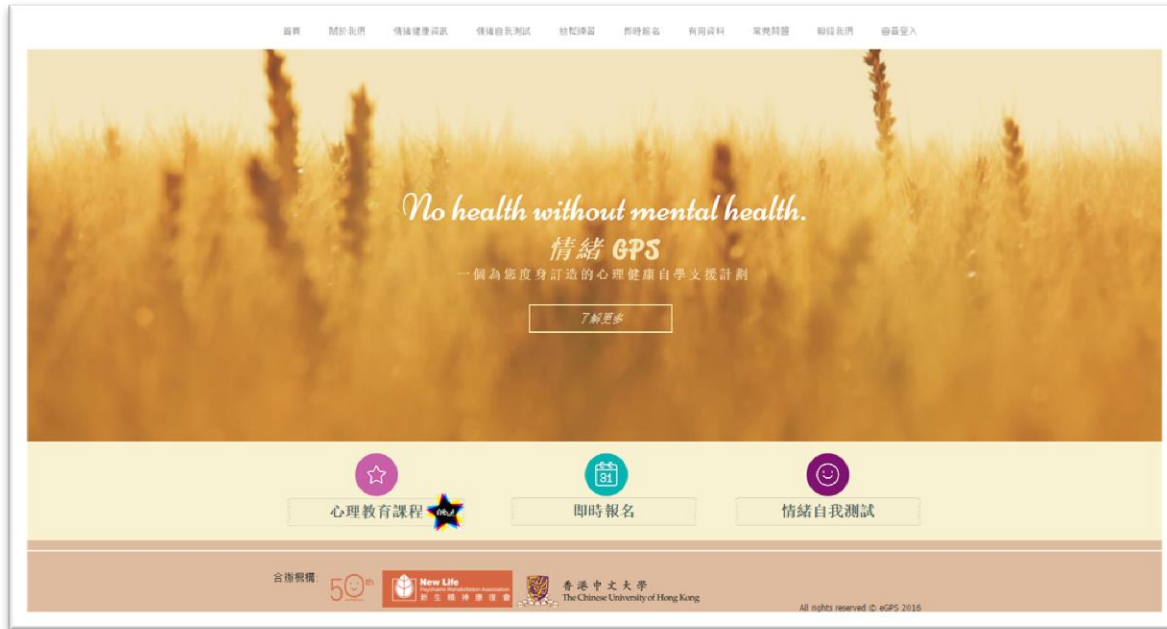 首頁 關於我們 情緒健康資訊 情緒自我測試 放鬆練習 即時報名 有用資料 常見問題 聯絡我們 會員登入
No health without mental health.
情緒 GPS
一個為您度身訂造的心理健康自學支援計劃
了解更多
31
心理教育課程 new! 即時報名 情緒自我測試
合辦機構:
50th
New Life
Psychiatric Rehabilitation Association
新生精神康復會
香港中文大學
The Chinese University of Hong Kong
All rights reserved © eGPS 2016